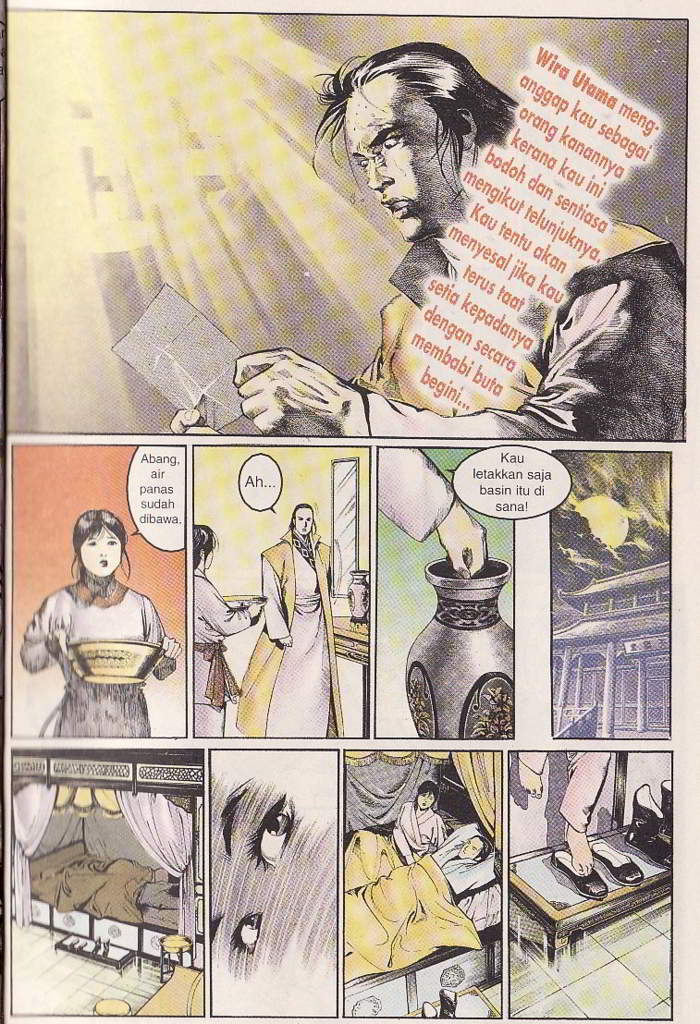 Wira Utama meng-
anggap kau sebagai
orang kanannya
kerana kau ini
bodoh dan sentiasa
mengikut telunjuknya.
Kau tentu akan
menyesal jika kau
terus taat
setia kepadanya
dengan secara
membabi buta
begini...
Abang,
air
panas
sudah
dibawa.
Ah...
Kau
letakkan saja
basin itu di
sana!